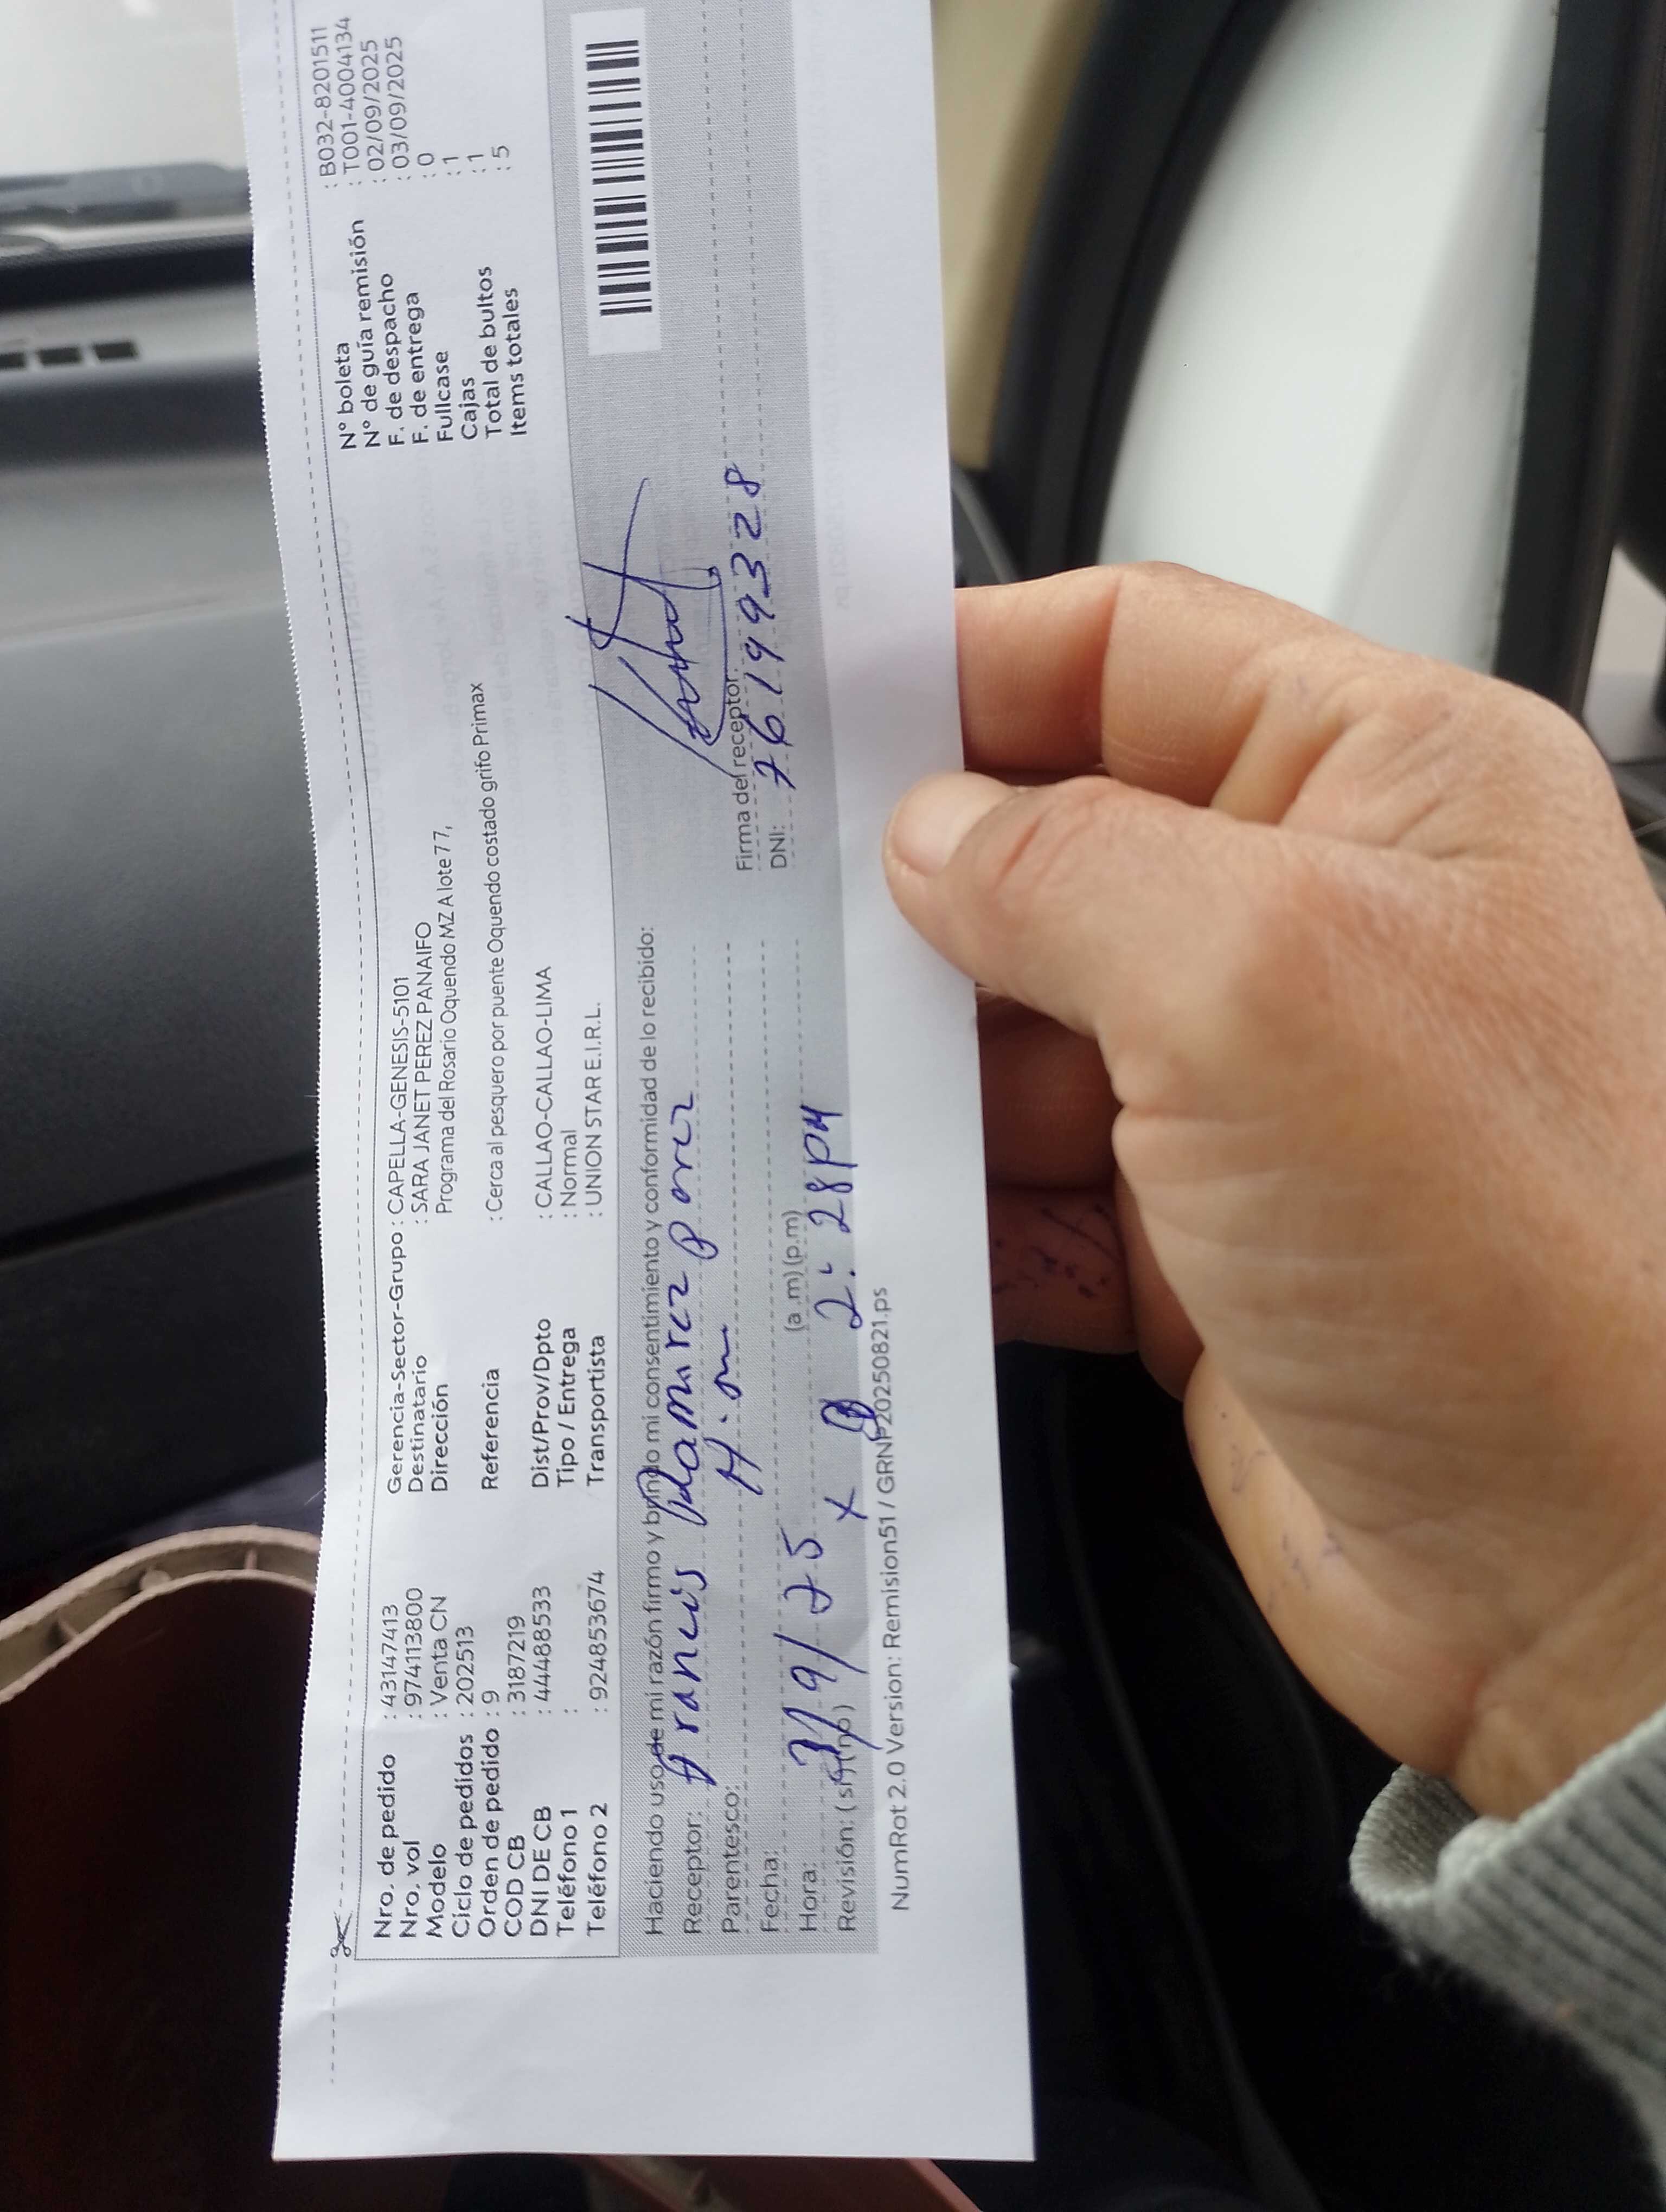 Nro. de pedido : 43147413
Nro, vol : 974113800
Modelo : Venta CN
Ciclo de pedidos : 202513
Orden de pedido : 9
COD CB : 3187219
DNI DE CB : 44488533
Teléfono 1 :
Teléfono 2 : 924853674
Gerencia-Sector-Grupo : CAPELLA-GENESIS-5101
Destinatario : SARA JANET PEREZ PANAIFO
Dirección Programa del Rosario Oquendo MZ A lote 7 7,
Referencia : Cerca al pesquero por puente Oquendo costado grifo Primax
Dist/Prov/Dpto : CALLAO-CALLAO-LIMA
Tipo / Entrega : Normal
Transportista : UNION STAR E.I.R.L.
N° boleta : B032-8201511
N° de guía remisión : T001-4004134
F. de despacho : 02/09/2025
F. de entrega : 03/09/2025
Fullcase : 0
Cajas : 1
Total de bultos : 1
Items totales : 5
Haciendo uso de mi razón firmo y brindo mi consentimiento y conformidad de lo recibido:
Receptor: Francis Ramirez Perez
Parentesco:
Fecha: 3/9/25
Hora: (a.m) (p.m) 2:28PM
Revisión: (si) (no) X
Firma del receptor:
DNI: 76199328
NumRot 2.0 Version: Remision51 / GRNP20250821.ps